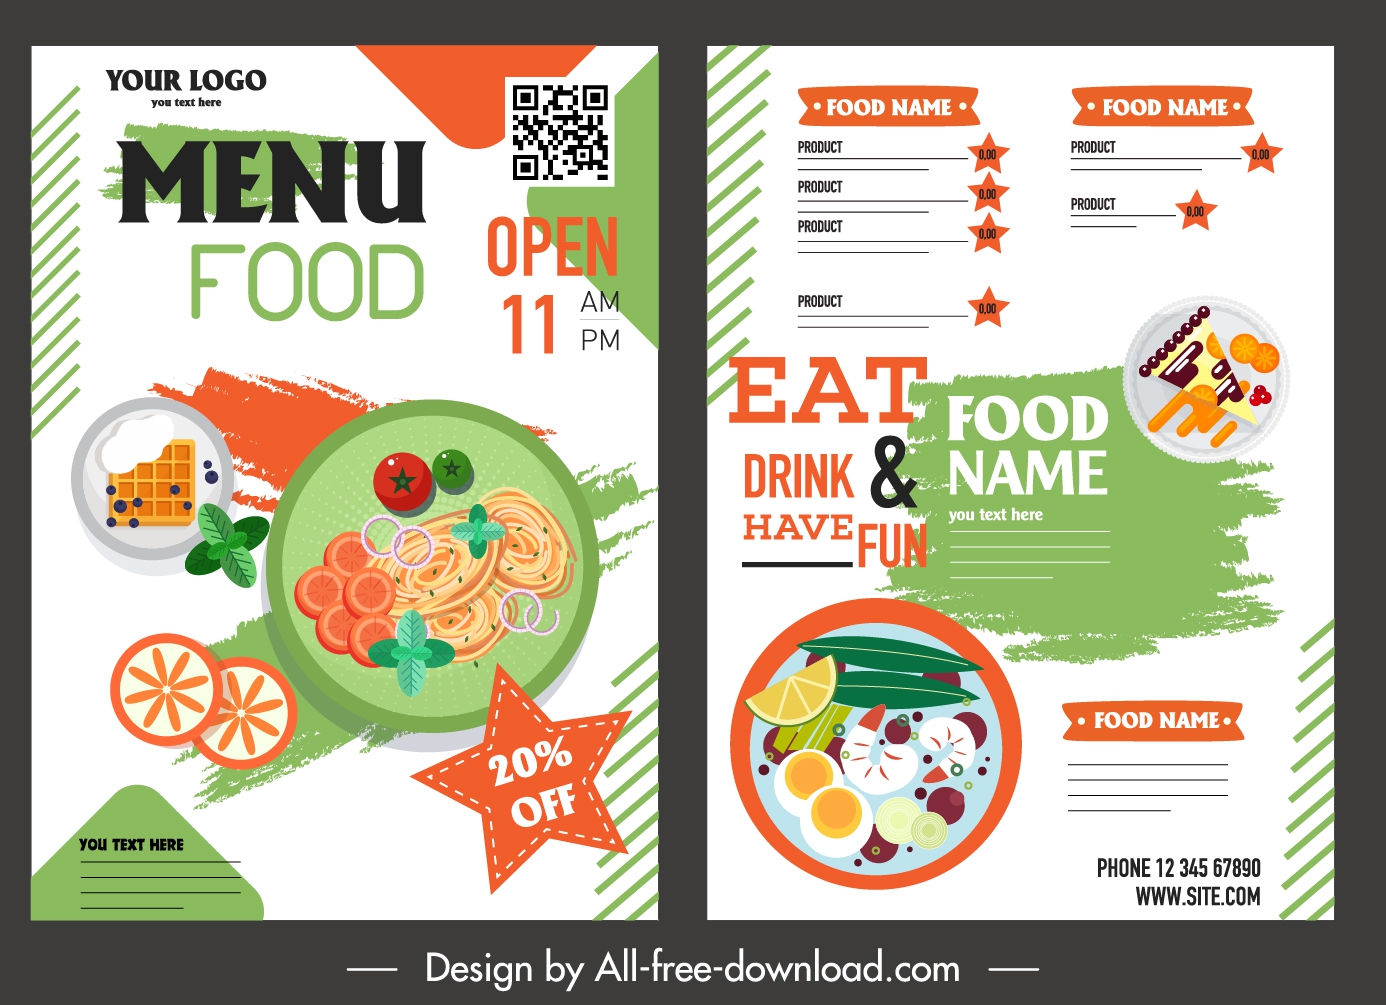 YOUR LOGO
you text here
MENU
FOOD
OPEN
11 AM
PM
20%
OFF
YOU TEXT HERE
• FOOD NAME •
PRODUCT
0,00
PRODUCT
0,00
PRODUCT
0,00
PRODUCT
0,00
• FOOD NAME •
PRODUCT
0,00
PRODUCT
0,00
EAT
DRINK &
HAVE
FUN
FOOD
NAME
you text here
• FOOD NAME •
PHONE 12 345 67890
WWW.SITE.COM
Design by All-free-download.com